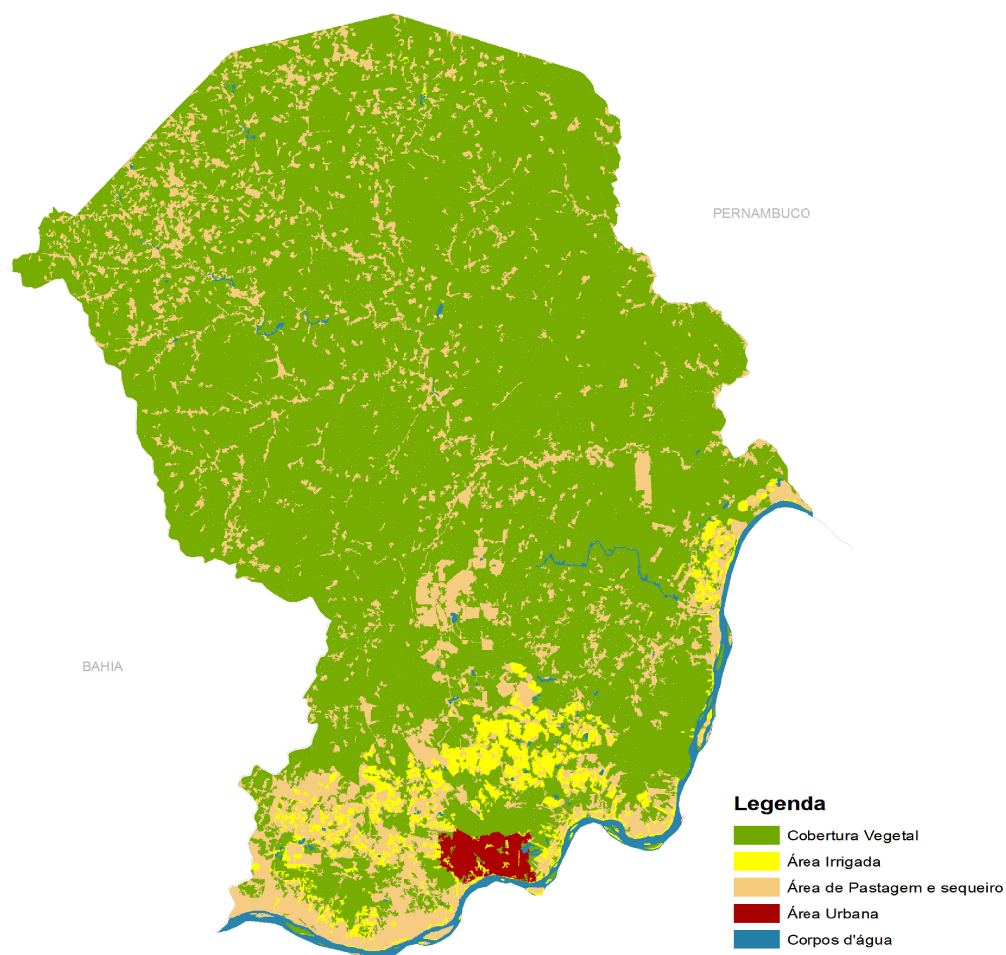 PERNAMBUCO
BAHIA
Legenda
Cobertura Vegetal
Área Irrigada
Área de Pastagem e sequeiro
Área Urbana
Corpos d'água